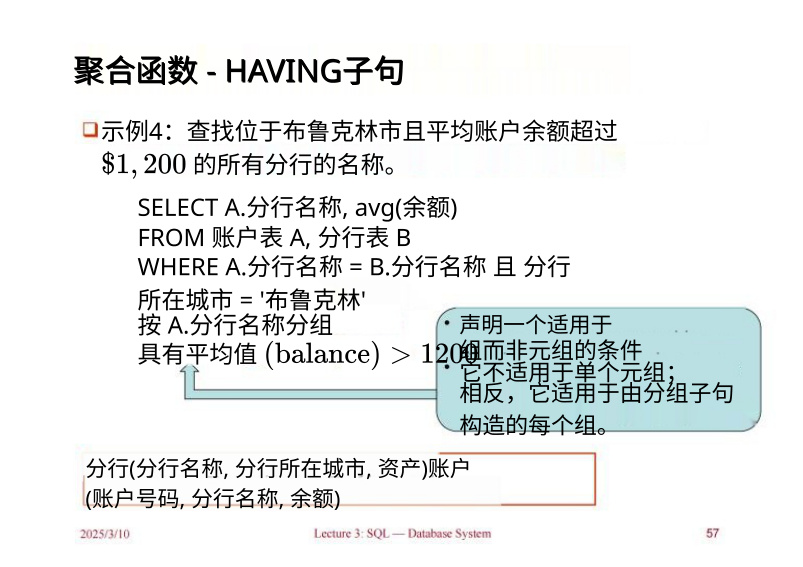 聚合函数 - HAVING子句
示例4：查找位于布鲁克林市且平均账户余额超过
$1, 200 的所有分行的名称。
SELECT A.分行名称, avg(余额)
FROM 账户表 A, 分行表 B
WHERE A.分行名称 = B.分行名称 且 分行
所在城市 = '布鲁克林'
按 A.分行名称分组
具有平均值 (balance) > 1200
• 声明一个适用于
组而非元组的条件
• 它不适用于单个元组；
相反，它适用于由分组子句
构造的每个组。
分行(分行名称, 分行所在城市, 资产)账户
(账户号码, 分行名称, 余额)
2025/3/10
Lecture 3: SQL — Database System
57